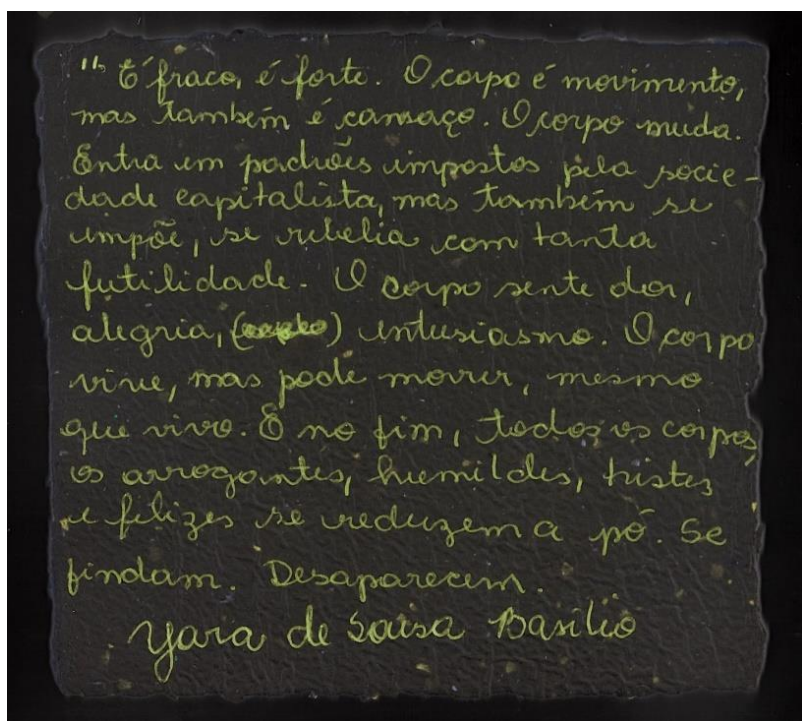 "É fraco, é forte. O corpo é movimento,
mas também é cansaço. O corpo muda.
Entra em padrões impostos pela socie-
dade capitalista, mas também se
impõe, se rebelia com tanta
futilidade. O corpo sente dor,
alegria, ( ) entusiasmo. O corpo
vive, mas pode morrer, mesmo
que vivo. E no fim, todos os corpos,
os arrogantes, humildes, tristes
e felizes se reduzem a pó. Se
findam. Desaparecem.
Yara de Sousa Basílio